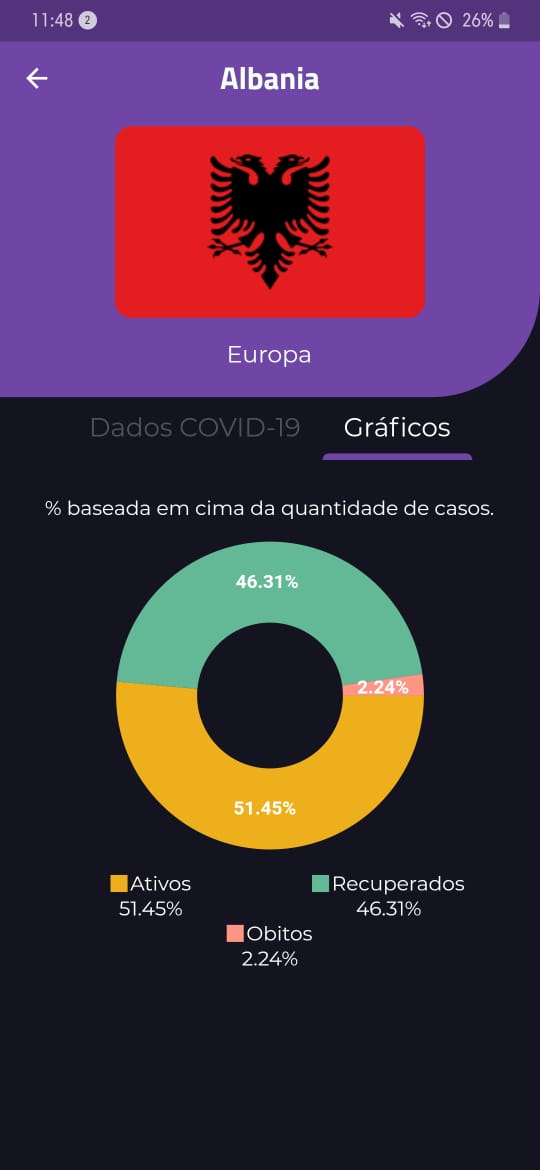 11:48 2 26%
Albania
Europa
Dados COVID-19 Gráficos
% baseada em cima da quantidade de casos.
46.31%
2.24%
51.45%
Ativos Recuperados
51.45% 46.31%
Obitos
2.24%